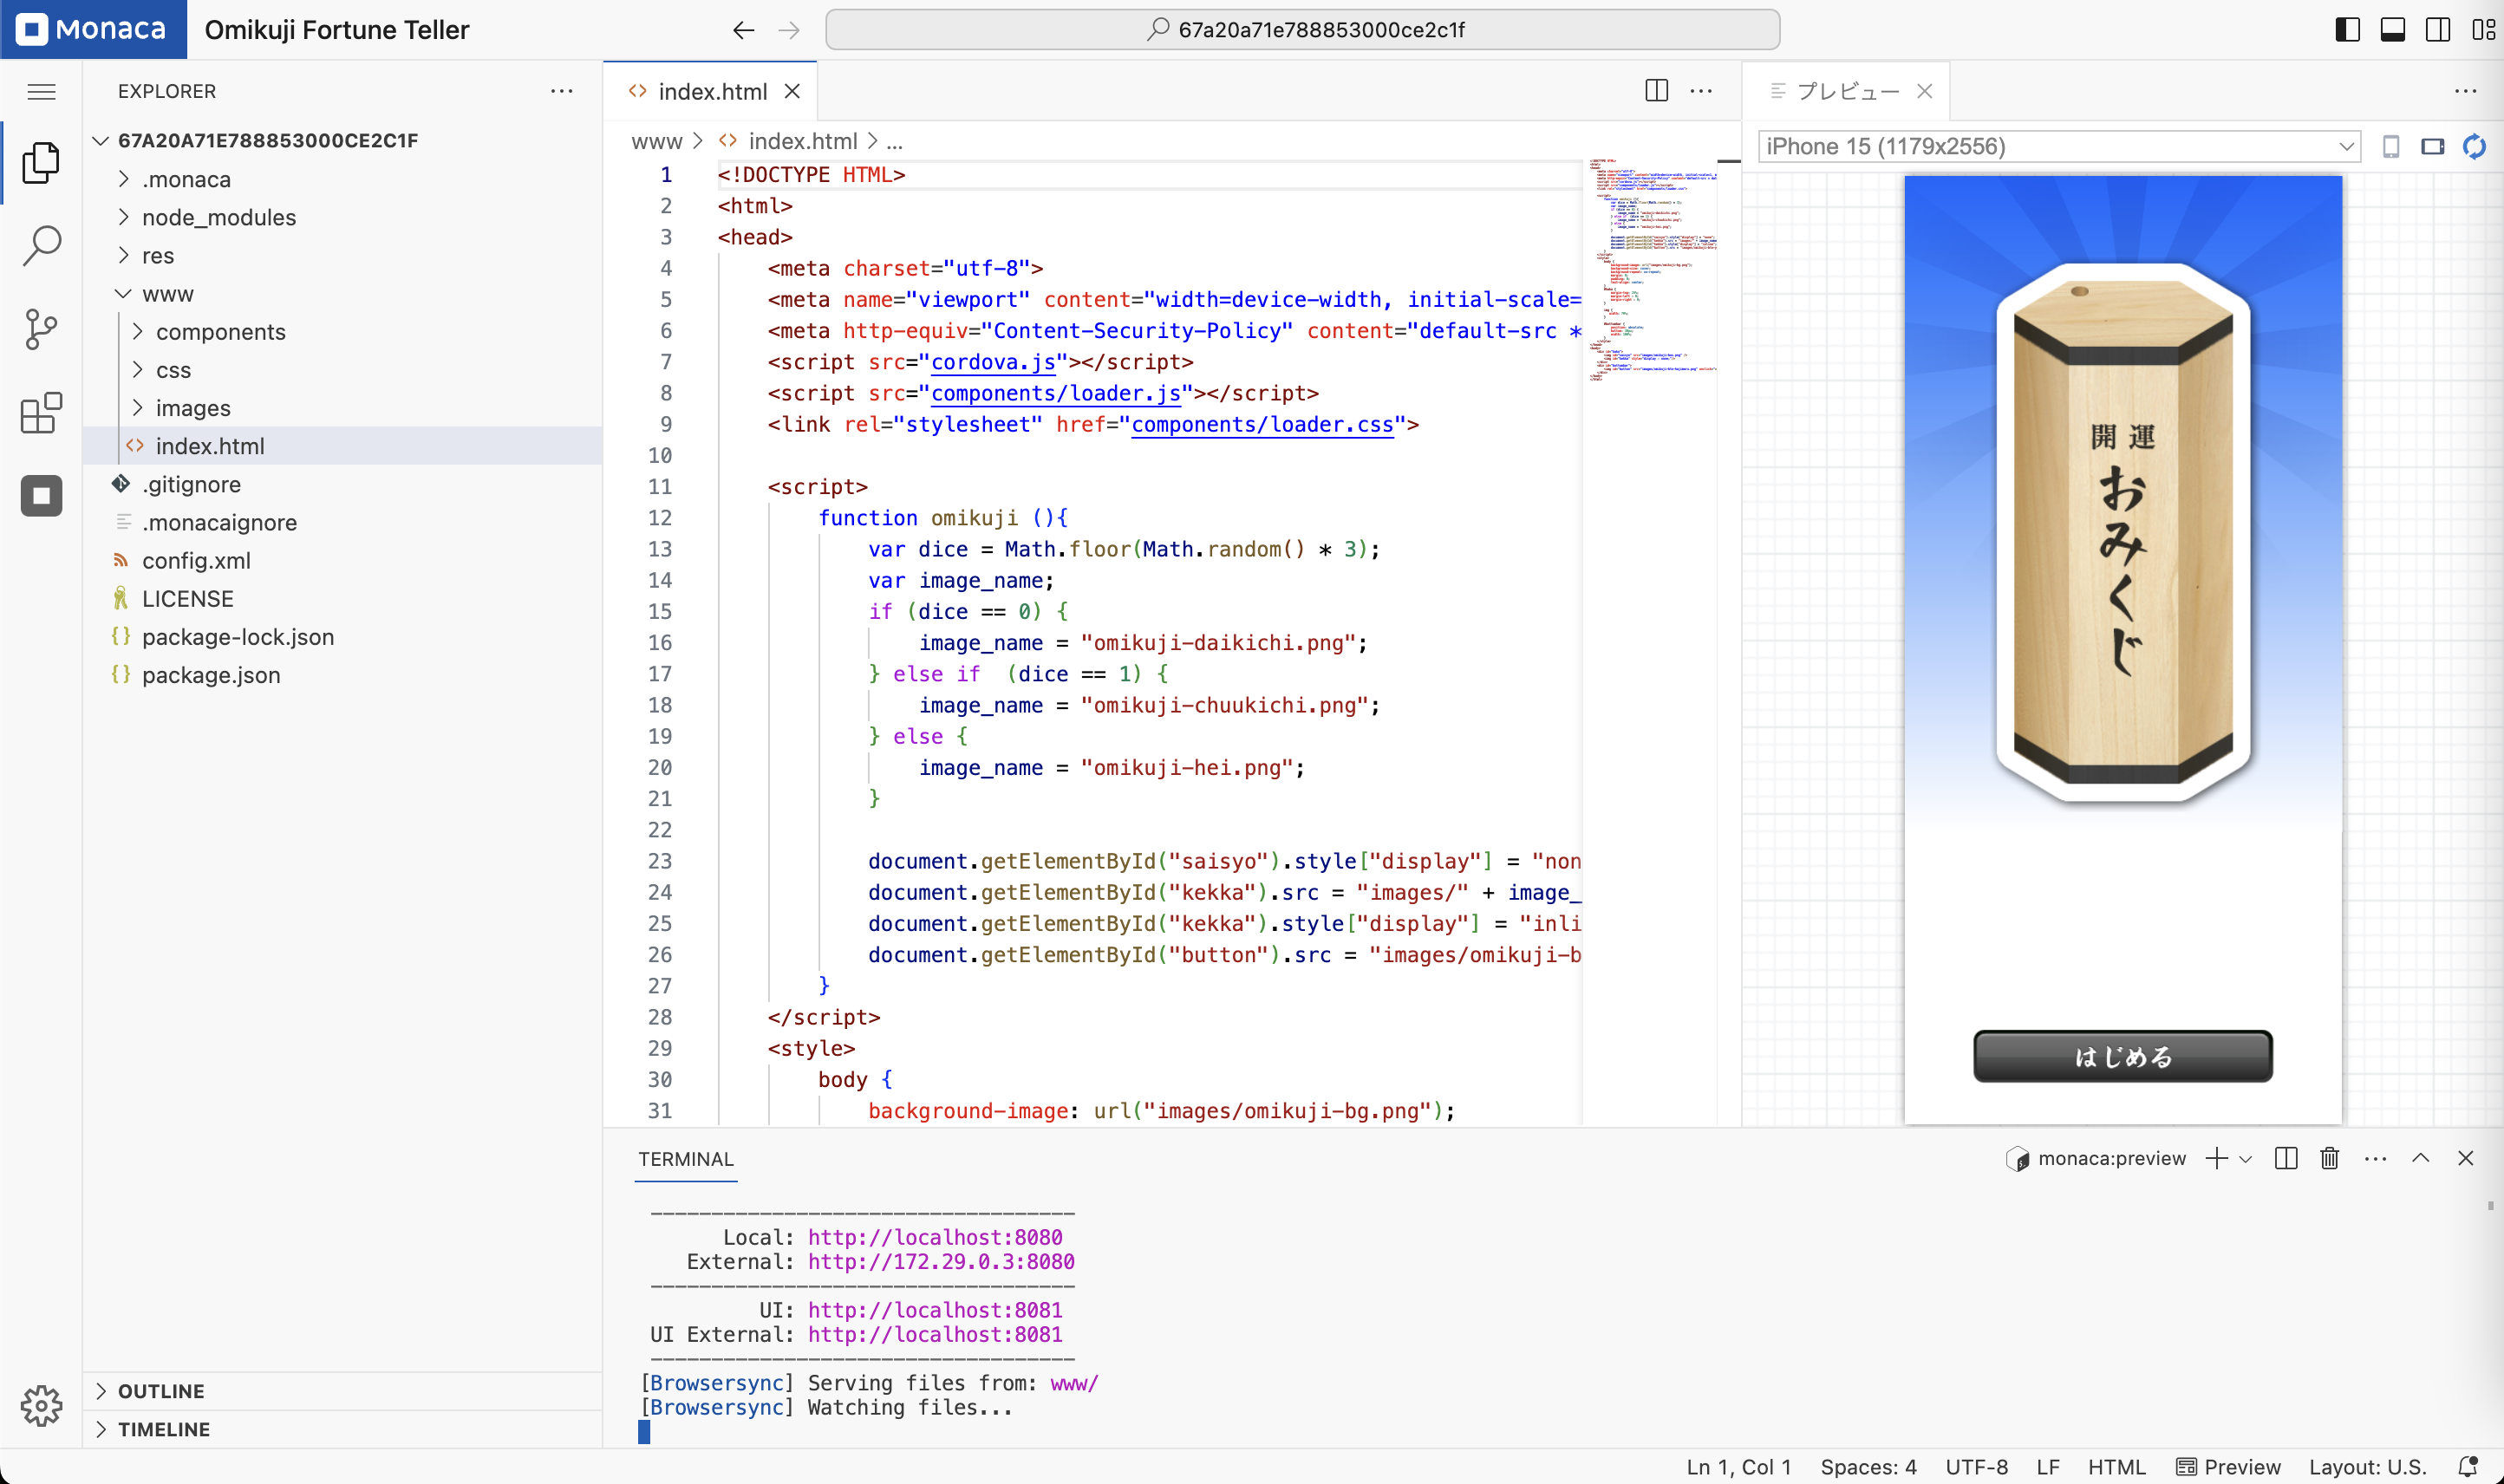 Monaca
Omikuji Fortune Teller
67a20a71e788853000ce2c1f
EXPLORER
67A20A71E788853000CE2C1F
.monaca
node_modules
res
www
components
css
images
index.html
.gitignore
.monacaignore
config.xml
LICENSE
package-lock.json
package.json
OUTLINE
TIMELINE
index.html
www > index.html > ...
1 <!DOCTYPE HTML>
2 <html>
3 <head>
4 <meta charset="utf-8">
5 <meta name="viewport" content="width=device-width, initial-scale=
6 <meta http-equiv="Content-Security-Policy" content="default-src *
7 <script src="cordova.js"></script>
8 <script src="components/loader.js"></script>
9 <link rel="stylesheet" href="components/loader.css">
10
11 <script>
12 function omikuji (){
13 var dice = Math.floor(Math.random() * 3);
14 var image_name;
15 if (dice == 0) {
16 image_name = "omikuji-daikichi.png";
17 } else if  (dice == 1) {
18 image_name = "omikuji-chuukichi.png";
19 } else {
20 image_name = "omikuji-hei.png";
21 }
22
23 document.getElementById("saisyo").style["display"] = "non
24 document.getElementById("kekka").src = "images/" + image_
25 document.getElementById("kekka").style["display"] = "inli
26 document.getElementById("button").src = "images/omikuji-b
27 }
28 </script>
29 <style>
30 body {
31 background-image: url("images/omikuji-bg.png");
プレビュー
iPhone 15 (1179x2556)
開運
おみくじ
はじめる
TERMINAL
monaca:preview
Local: http://localhost:8080
External: http://172.29.0.3:8080
UI: http://localhost:8081
UI External: http://localhost:8081
[Browsersync] Serving files from: www/
[Browsersync] Watching files...
Ln 1, Col 1
Spaces: 4
UTF-8
LF
HTML
Preview
Layout: U.S.